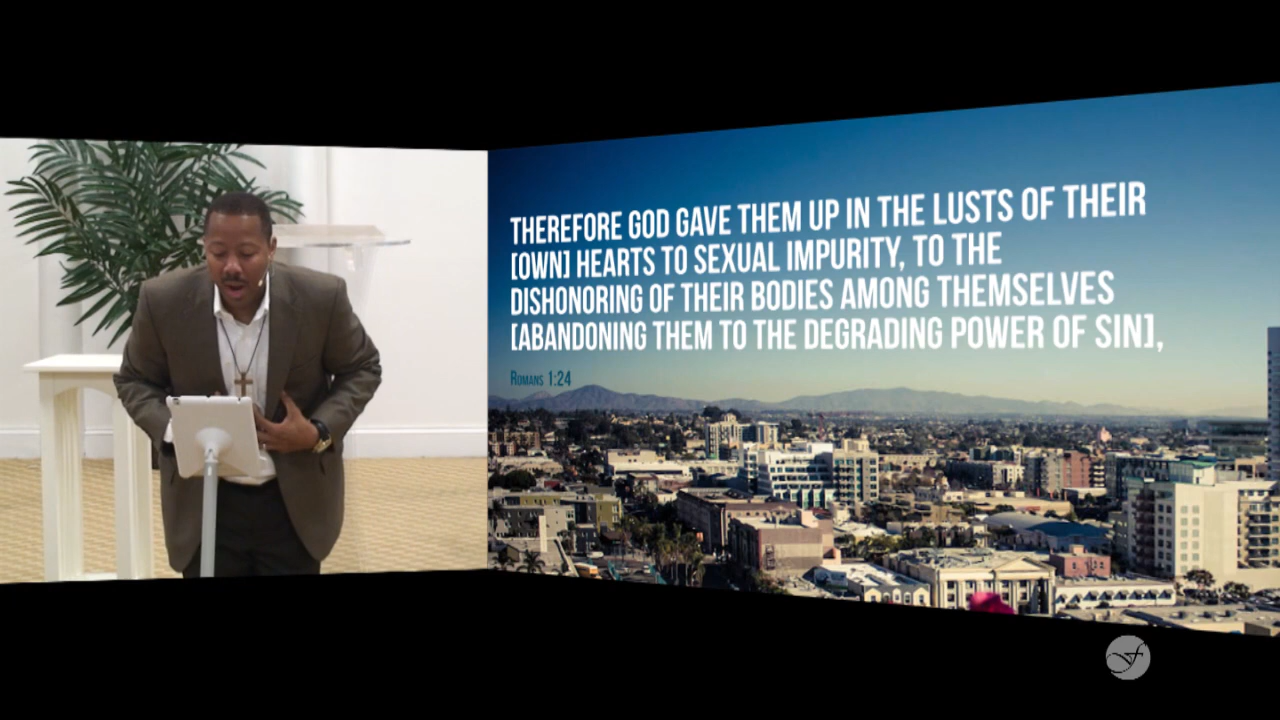 THEREFORE GOD GAVE THEM UP IN THE LUSTS OF THEIR
[OWN] HEARTS TO SEXUAL IMPURITY, TO THE
DISHONORING OF THEIR BODIES AMONG THEMSELVES
[ABANDONING THEM TO THE DEGRADING POWER OF SIN],
ROMANS 1:24